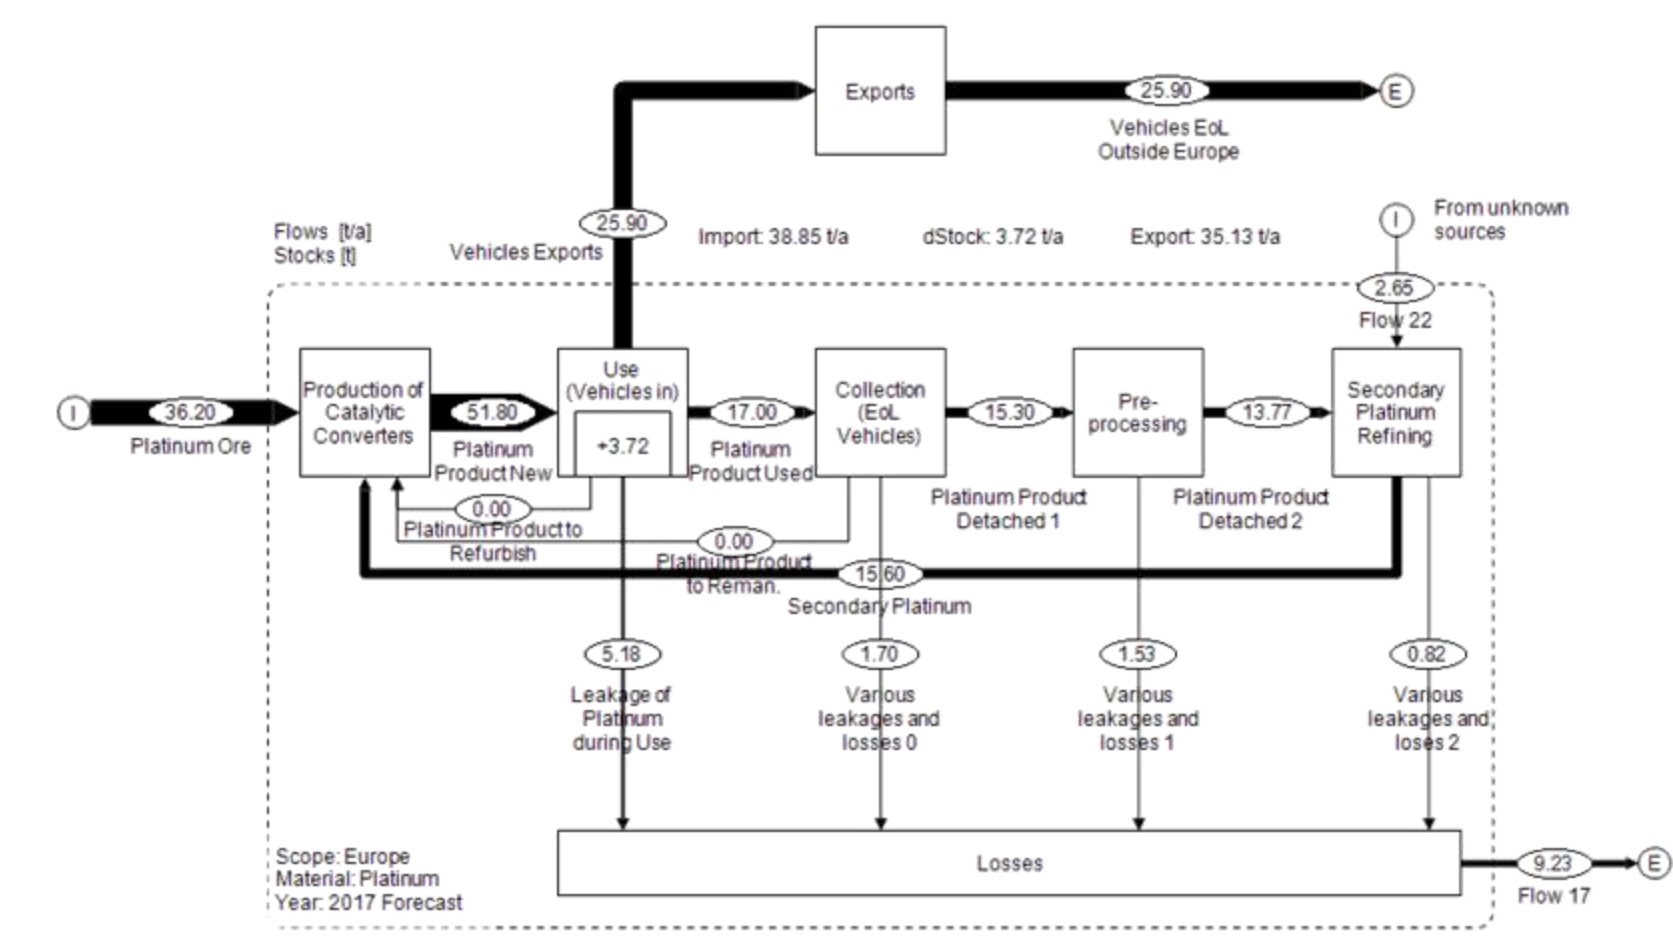 Exports
25.90
E
Vehicles EoL
Outside Europe
I
From unknown
sources
Flows [t/a]
Stocks [t]
25.90
Vehicles Exports
Import: 38.85 t/a
dStock: 3.72 t/a
Export: 35.13 t/a
2.65
Flow 22
I
36.20
Platinum Ore
Production of
Catalytic
Converters
51.80
Platinum
Product New
Use
(Vehicles in)
+3.72
17.00
Platinum
Product Used
Collection
(EoL
Vehicles)
15.30
Platinum Product
Detached 1
Pre-
processing
13.77
Platinum Product
Detached 2
Secondary
Platinum
Refining
0.00
Platinum Product to
Refurbish
0.00
Platinum Product
to Reman.
15.60
Secondary Platinum
5.18
Leakage of
Platinum
during Use
1.70
Various
leakages and
losses 0
1.53
Various
leakages and
losses 1
0.82
Various
leakages and
loses 2
Losses
9.23
E
Flow 17
Scope: Europe
Material: Platinum
Year: 2017 Forecast